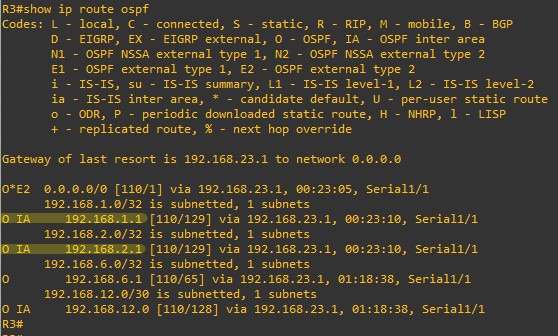 R3#show ip route ospf
Codes: L - local, C - connected, S - static, R - RIP, M - mobile, B - BGP
D - EIGRP, EX - EIGRP external, O - OSPF, IA - OSPF inter area
N1 - OSPF NSSA external type 1, N2 - OSPF NSSA external type 2
E1 - OSPF external type 1, E2 - OSPF external type 2
i - IS-IS, su - IS-IS summary, L1 - IS-IS level-1, L2 - IS-IS level-2
ia - IS-IS inter area, * - candidate default, U - per-user static route
o - ODR, P - periodic downloaded static route, H - NHRP, l - LISP
+ - replicated route, % - next hop override
Gateway of last resort is 192.168.23.1 to network 0.0.0.0
O*E2 0.0.0.0/0 [110/1] via 192.168.23.1, 00:23:05, Serial1/1
192.168.1.0/32 is subnetted, 1 subnets
O IA 192.168.1.1 [110/129] via 192.168.23.1, 00:23:10, Serial1/1
192.168.2.0/32 is subnetted, 1 subnets
O IA 192.168.2.1 [110/129] via 192.168.23.1, 00:23:10, Serial1/1
192.168.6.0/32 is subnetted, 1 subnets
O 192.168.6.1 [110/65] via 192.168.23.1, 01:18:38, Serial1/1
192.168.12.0/30 is subnetted, 1 subnets
O IA 192.168.12.0 [110/128] via 192.168.23.1, 01:18:38, Serial1/1
R3#